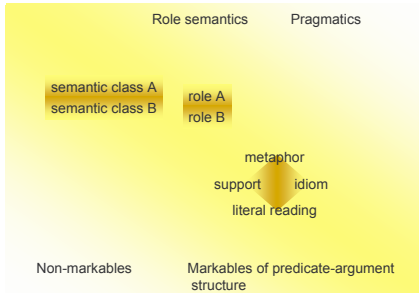 Role semantics Pragmatics
semantic class A role A
semantic class B role B
metaphor
support idiom
literal reading
Non-markables Markables of predicate-argument
structure